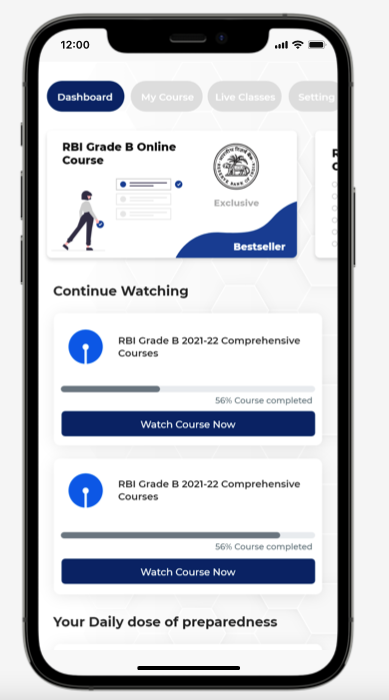 12:00
Dashboard
My Course
Live Classes
Setting
RBI Grade B Online
Course
Exclusive
Bestseller
Continue Watching
RBI Grade B 2021-22 Comprehensive
Courses
56% Course completed
Watch Course Now
RBI Grade B 2021-22 Comprehensive
Courses
56% Course completed
Watch Course Now
Your Daily dose of preparedness